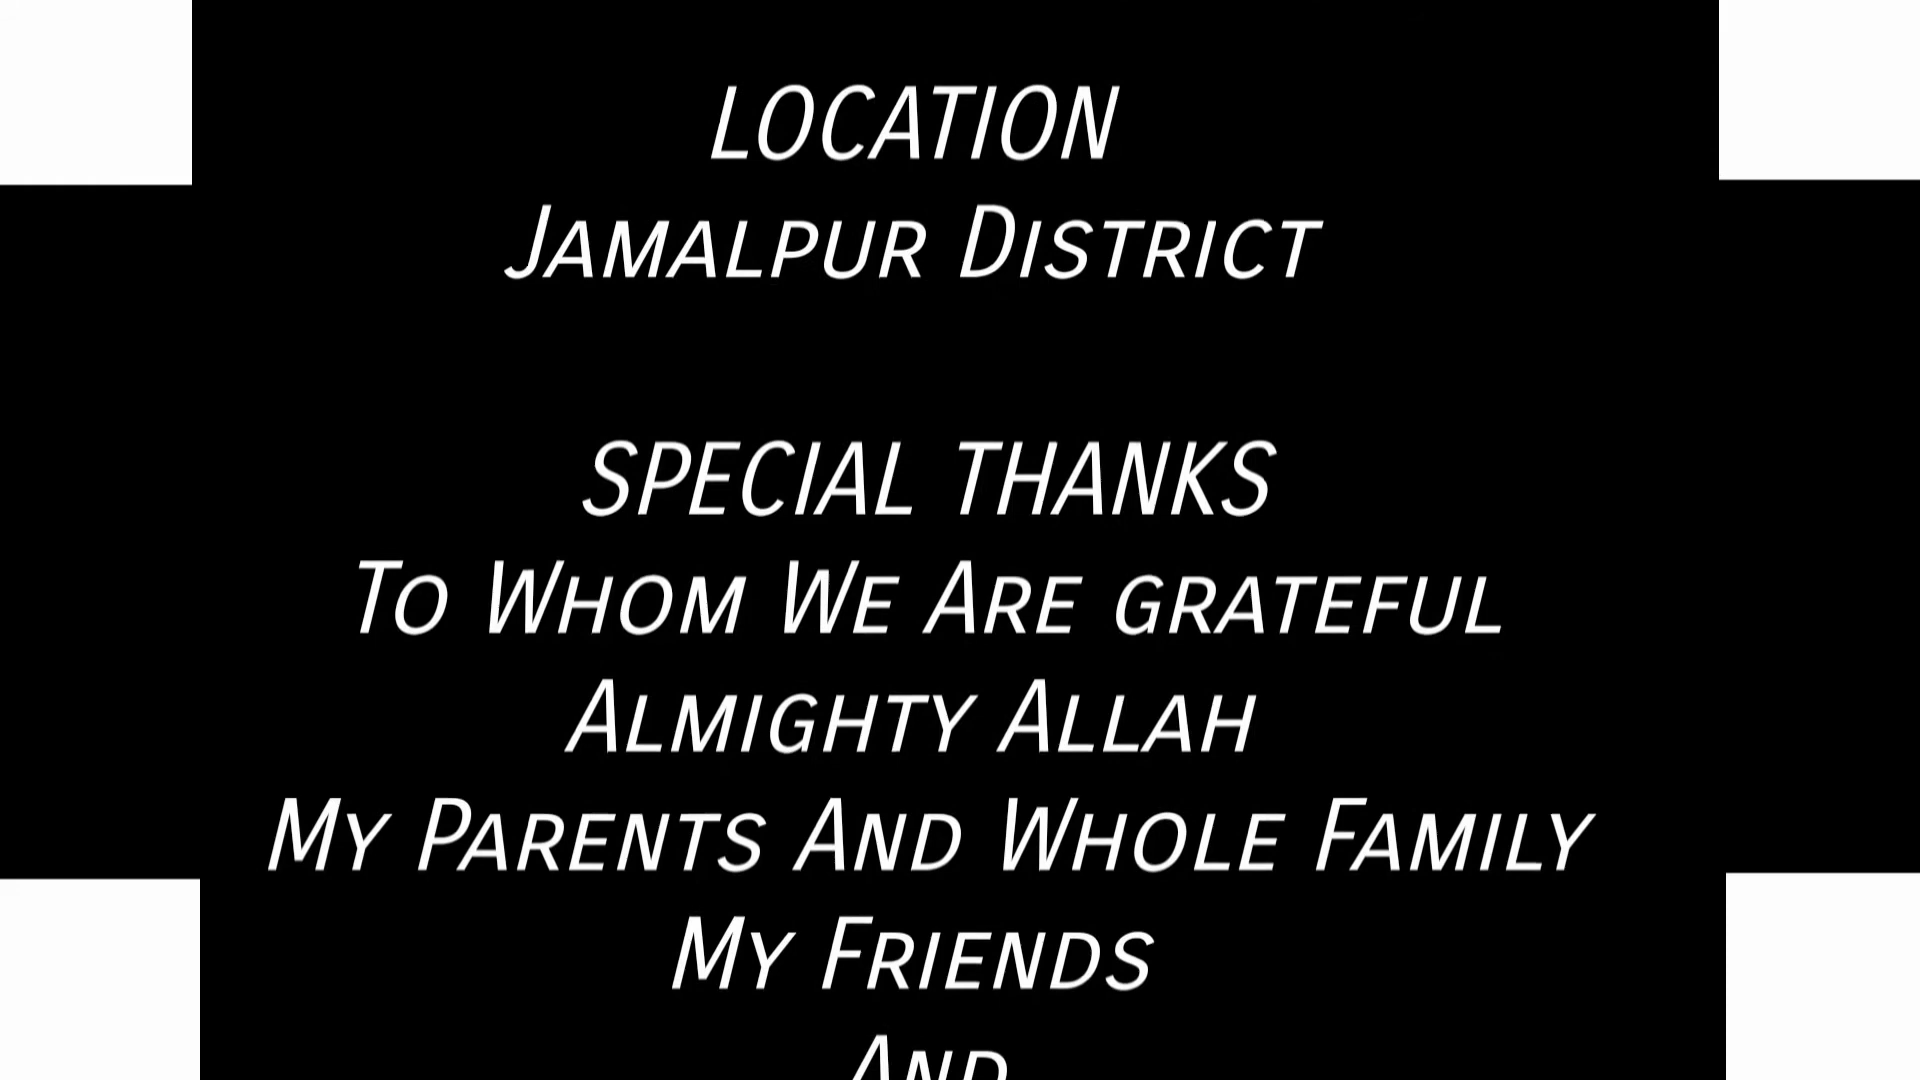 LOCATION
Jamalpur District
SPECIAL THANKS
To Whom We Are grateful
Almighty Allah
My Parents And Whole Family
My Friends
And